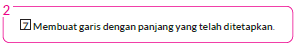 2
7 Membuat garis dengan panjang yang telah ditetapkan.